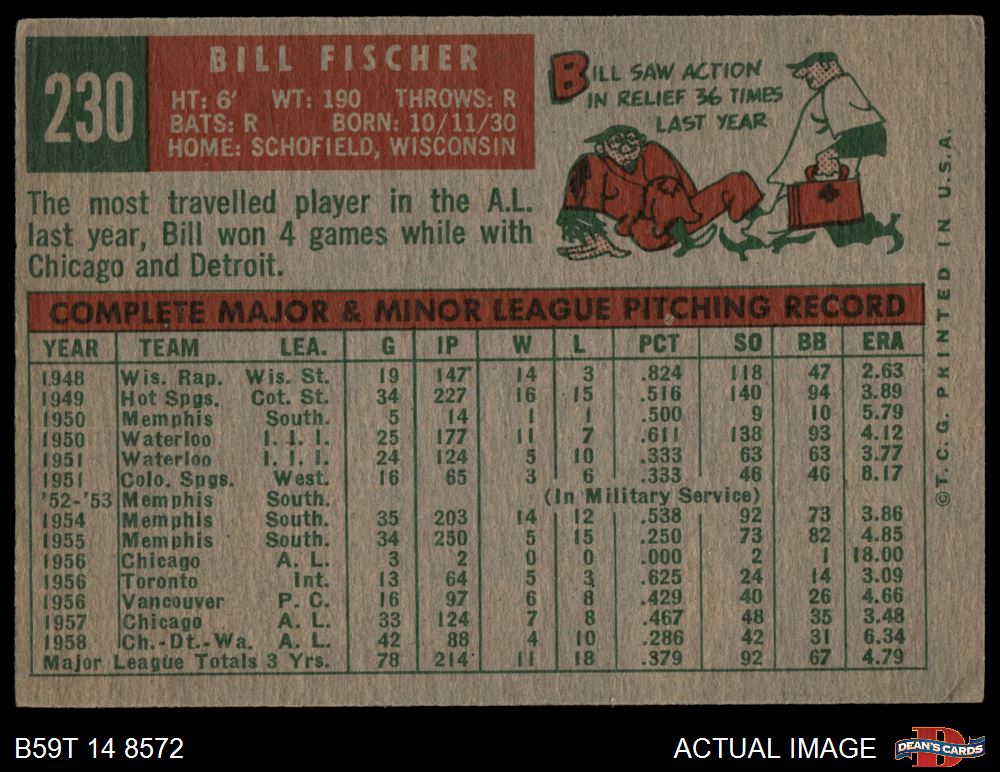 230
BILL FISCHER
HT: 6' WT: 190 THROWS: R
BATS: R BORN: 10/11/30
HOME: SCHOFIELD, WISCONSIN
BILL SAW ACTION
IN RELIEF 36 TIMES
LAST YEAR
The most travelled player in the A.L.
last year, Bill won 4 games while with
Chicago and Detroit.
COMPLETE MAJOR & MINOR LEAGUE PITCHING RECORD
YEAR TEAM LEA. G IP W L PCT SO BB ERA
1948 Wis. Rap. Wis. St. 19 147 14 3 .824 118 47 2.63
1949 Hot Spgs. Cot. St. 34 227 16 15 .516 140 94 3.89
1950 Memphis South. 5 14 1 1 .500 9 10 5.79
1950 Waterloo I. I. I. 25 177 11 7 .611 138 93 4.12
1951 Waterloo I. I. I. 24 124 5 10 .333 63 63 3.77
1951 Colo. Spgs. West. 16 65 3 6 .333 46 46 8.17
'52-'53 Memphis South. (In Military Service)
1954 Memphis South. 35 203 14 12 .538 92 73 3.86
1955 Memphis South. 34 250 5 15 .250 73 82 4.85
1956 Chicago A. L. 3 2 0 0 .000 2 1 18.00
1956 Toronto Int. 13 64 5 3 .625 24 14 3.09
1956 Vancouver P. C. 16 97 6 8 .429 40 26 4.66
1957 Chicago A. L. 33 124 7 8 .467 48 35 3.48
1958 Ch.-Dt.-Wa. A. L. 42 88 4 10 .286 42 31 6.34
Major League Totals 3 Yrs. 78 214 11 18 .379 92 67 4.79
©T.C.G. PRINTED IN U.S.A.
B59T 14 8572
ACTUAL IMAGE
DEAN'S CARDS